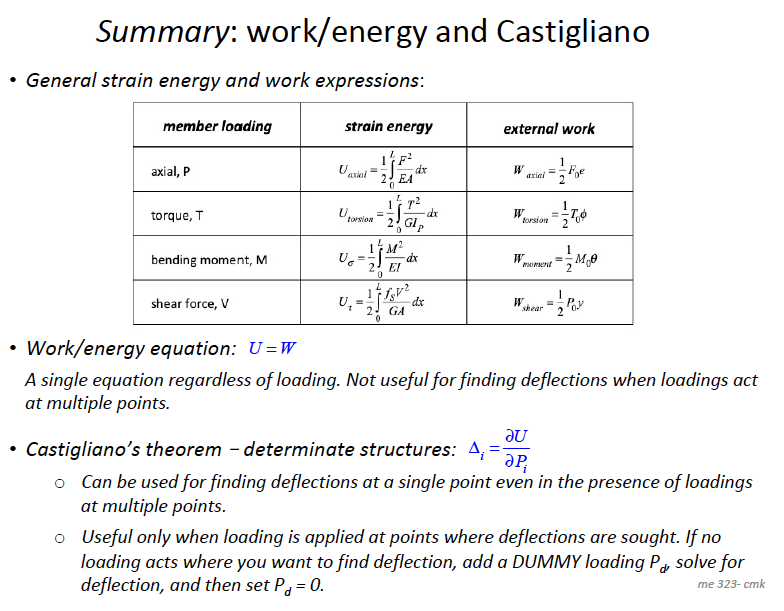 Summary: work/energy and Castigliano
• General strain energy and work expressions:
member loading strain energy external work
axial, P U_axial = 1/2 ∫_0^L F^2/EA dx W_axial = 1/2 F_0 e
torque, T U_torsion = 1/2 ∫_0^L T^2/GI_P dx W_torsion = 1/2 T_0 ϕ
bending moment, M U_σ = 1/2 ∫_0^L M^2/EI dx W_moment = 1/2 M_0 θ
shear force, V U_τ = 1/2 ∫_0^L f_S V^2/GA dx W_shear = 1/2 P_0 y
• Work/energy equation: U = W
A single equation regardless of loading. Not useful for finding deflections when loadings act
at multiple points.
• Castigliano’s theorem – determinate structures: Δ_i = ∂U/∂P_i
o Can be used for finding deflections at a single point even in the presence of loadings
at multiple points.
o Useful only when loading is applied at points where deflections are sought. If no
loading acts where you want to find deflection, add a DUMMY loading P_d, solve for
deflection, and then set P_d = 0.
me 323- cmk